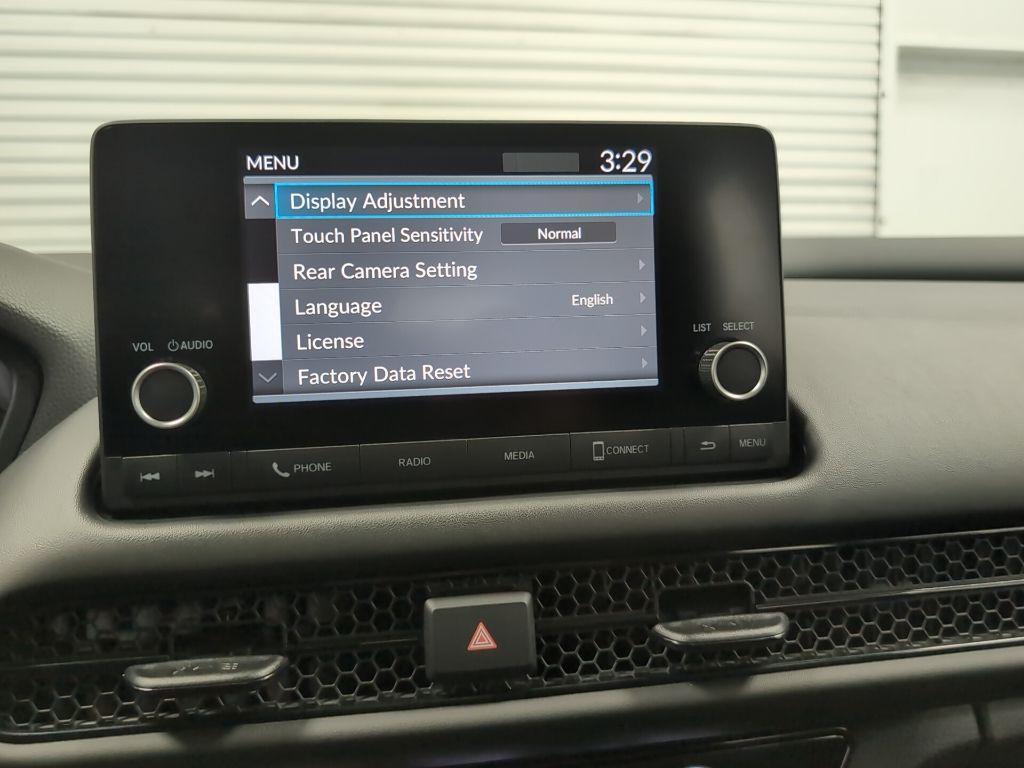 MENU 3:29
Display Adjustment
Touch Panel Sensitivity Normal
Rear Camera Setting
Language English
License
Factory Data Reset
VOL AUDIO
LIST SELECT
PHONE RADIO MEDIA CONNECT MENU